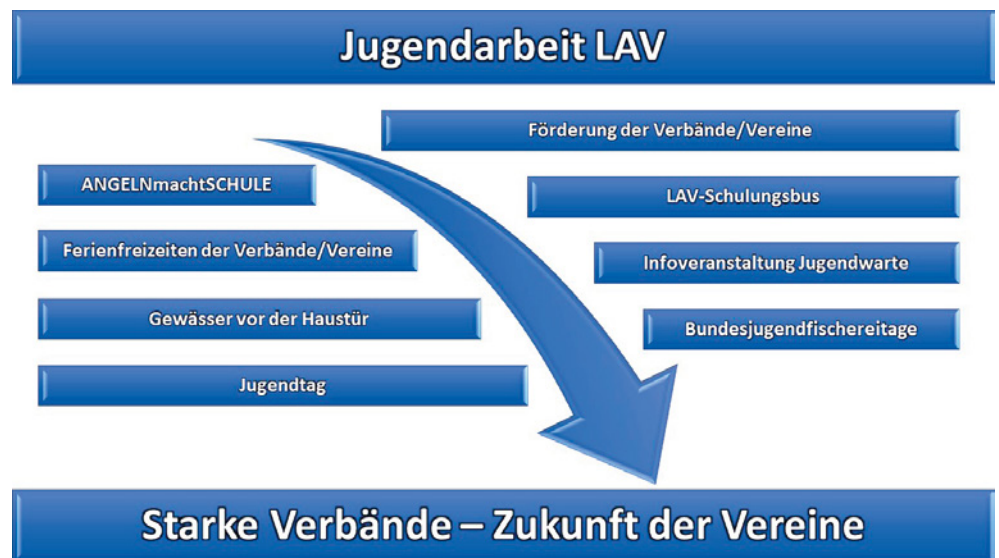 Jugendarbeit LAV
Förderung der Verbände/Vereine
ANGELNmachtSCHULE
LAV-Schulungsbus
Ferienfreizeiten der Verbände/Vereine
Infoveranstaltung Jugendwarte
Gewässer vor der Haustür
Bundesjugendfischereitage
Jugendtag
Starke Verbände – Zukunft der Vereine